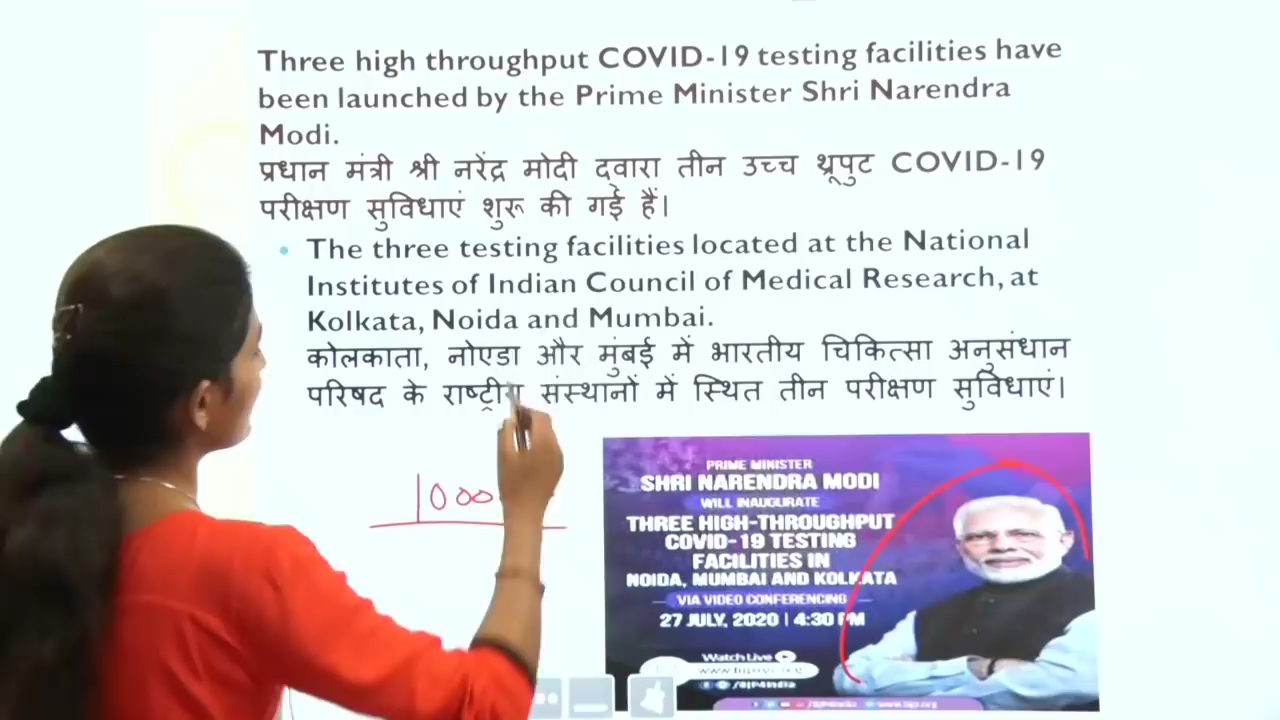 Three high throughput COVID-19 testing facilities have
been launched by the Prime Minister Shri Narendra
Modi.
प्रधान मंत्री श्री नरेंद्र मोदी द्वारा तीन उच्च थ्रूपुट COVID-19
परीक्षण सुविधाएं शुरू की गई हैं।
• The three testing facilities located at the National
Institutes of Indian Council of Medical Research, at
Kolkata, Noida and Mumbai.
कोलकाता, नोएडा और मुंबई में भारतीय चिकित्सा अनुसंधान
परिषद के राष्ट्रीय संस्थानों में स्थित तीन परीक्षण सुविधाएं।
1000
PRIME MINISTER
SHRI NARENDRA MODI
WILL INAUGURATE
THREE HIGH-THROUGHPUT
COVID-19 TESTING
FACILITIES IN
NOIDA, MUMBAI AND KOLKATA
VIA VIDEO CONFERENCING
27 JULY, 2020 | 4:30 PM
Watch Live
/BJP4India